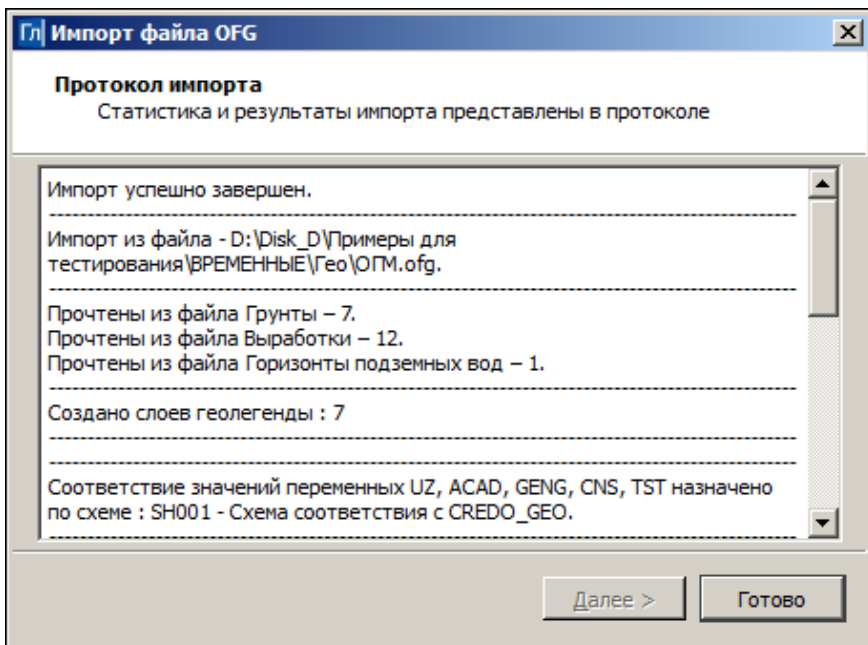 Гл Импорт файла OFG
Протокол импорта
Статистика и результаты импорта представлены в протоколе
Импорт успешно завершен.
Импорт из файла - D:\Disk_D\Примеры для
тестирования\ВРЕМЕННЫЕ\Гео\ОГМ.ofg.
Прочтены из файла Грунты – 7.
Прочтены из файла Выработки – 12.
Прочтены из файла Горизонты подземных вод – 1.
Создано слоев геолегенды : 7
Соответствие значений переменных UZ, ACAD, GENG, CNS, TST назначено
по схеме : SH001 - Схема соответствия с CREDO_GEO.
Далее >
Готово